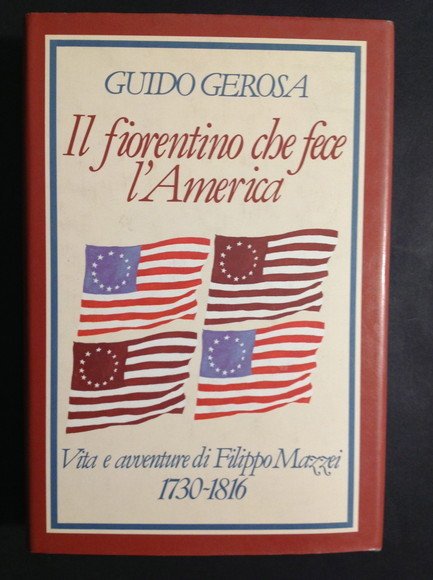 GUIDO GEROSA
Il fiorentino che fece
l'America
Vita e avventure di Filippo Mazzei
1730-1816